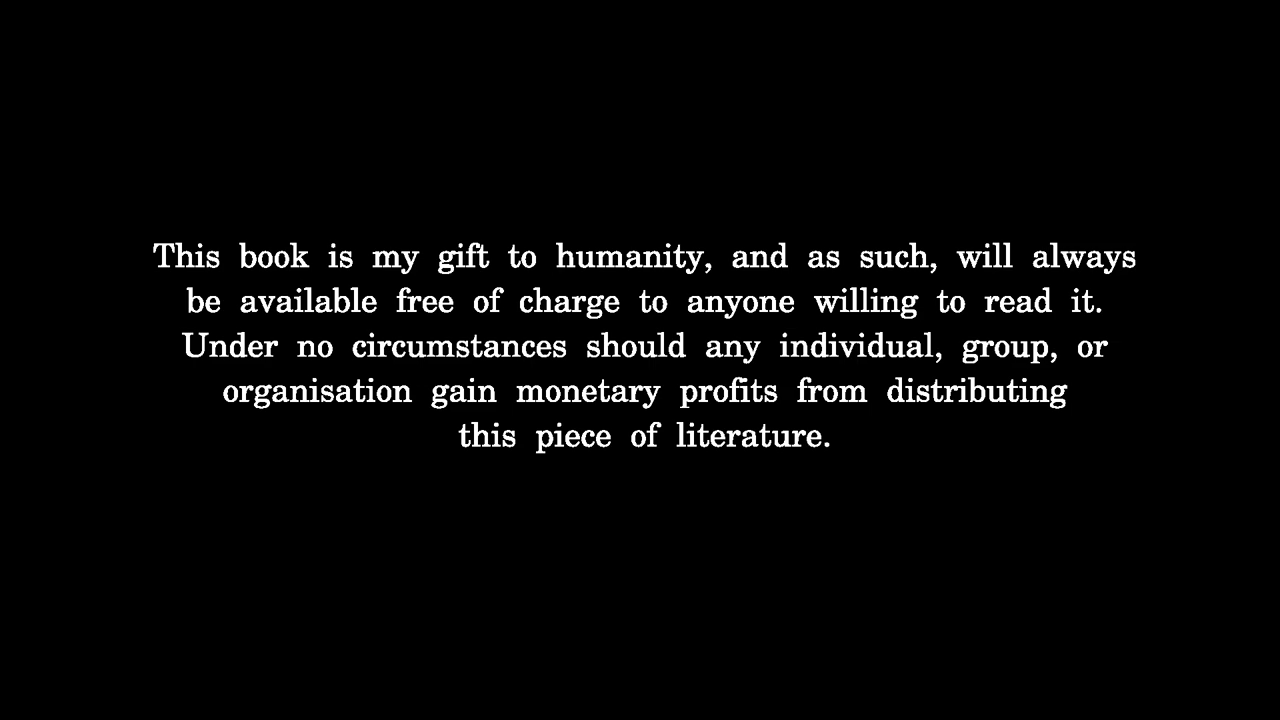 This book is my gift to humanity, and as such, will always
be available free of charge to anyone willing to read it.
Under no circumstances should any individual, group, or
organisation gain monetary profits from distributing
this piece of literature.